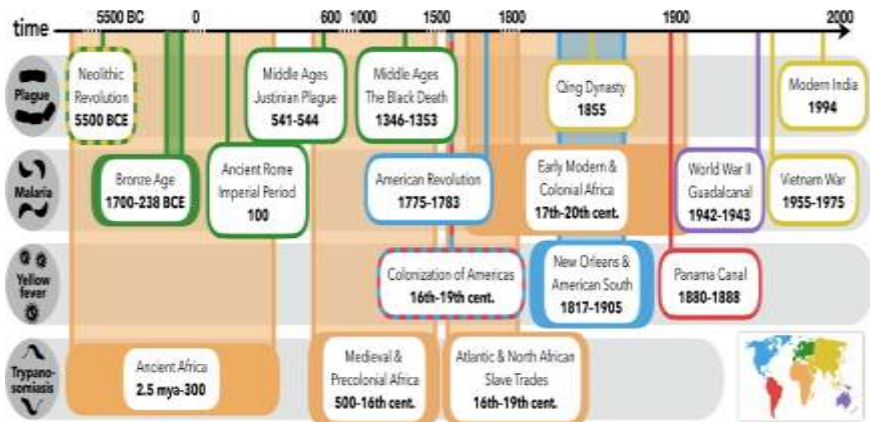 time
5500 BC
0
600
1000
1500
1800
1900
2000
Plague
Neolithic
Revolution
5500 BCE
Middle Ages
Justinian Plague
541-544
Middle Ages
The Black Death
1346-1353
Qing Dynasty
1855
Modern India
1994
Malaria
Bronze Age
1700-238 BCE
Ancient Rome
Imperial Period
100
American Revolution
1775-1783
Early Modern &
Colonial Africa
17th-20th cent.
World War II
Guadalcanal
1942-1943
Vietnam War
1955-1975
Yellow
fever
Colonization of Americas
16th-19th cent.
New Orleans &
American South
1817-1905
Panama Canal
1880-1888
Trypano-
somiasis
Ancient Africa
2.5 mya-300
Medieval &
Precolonial Africa
500-16th cent.
Atlantic & North African
Slave Trades
16th-19th cent.